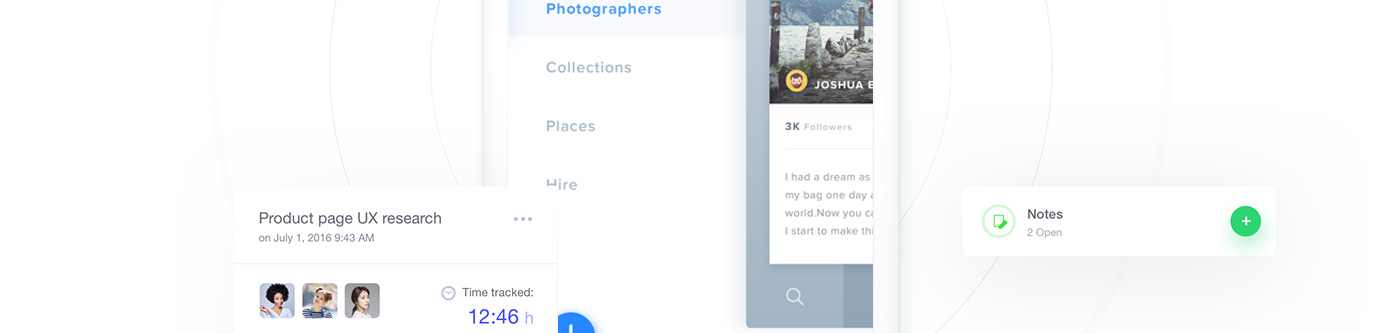 Photographers
Collections
Places
Hire
JOSHUA
3K Followers
I had a dream as
my bag one day a
world.Now you
I start to make
Product page UX research
on July 1, 2016 9:43 AM
Time tracked:
12:46 h
Notes
2 Open